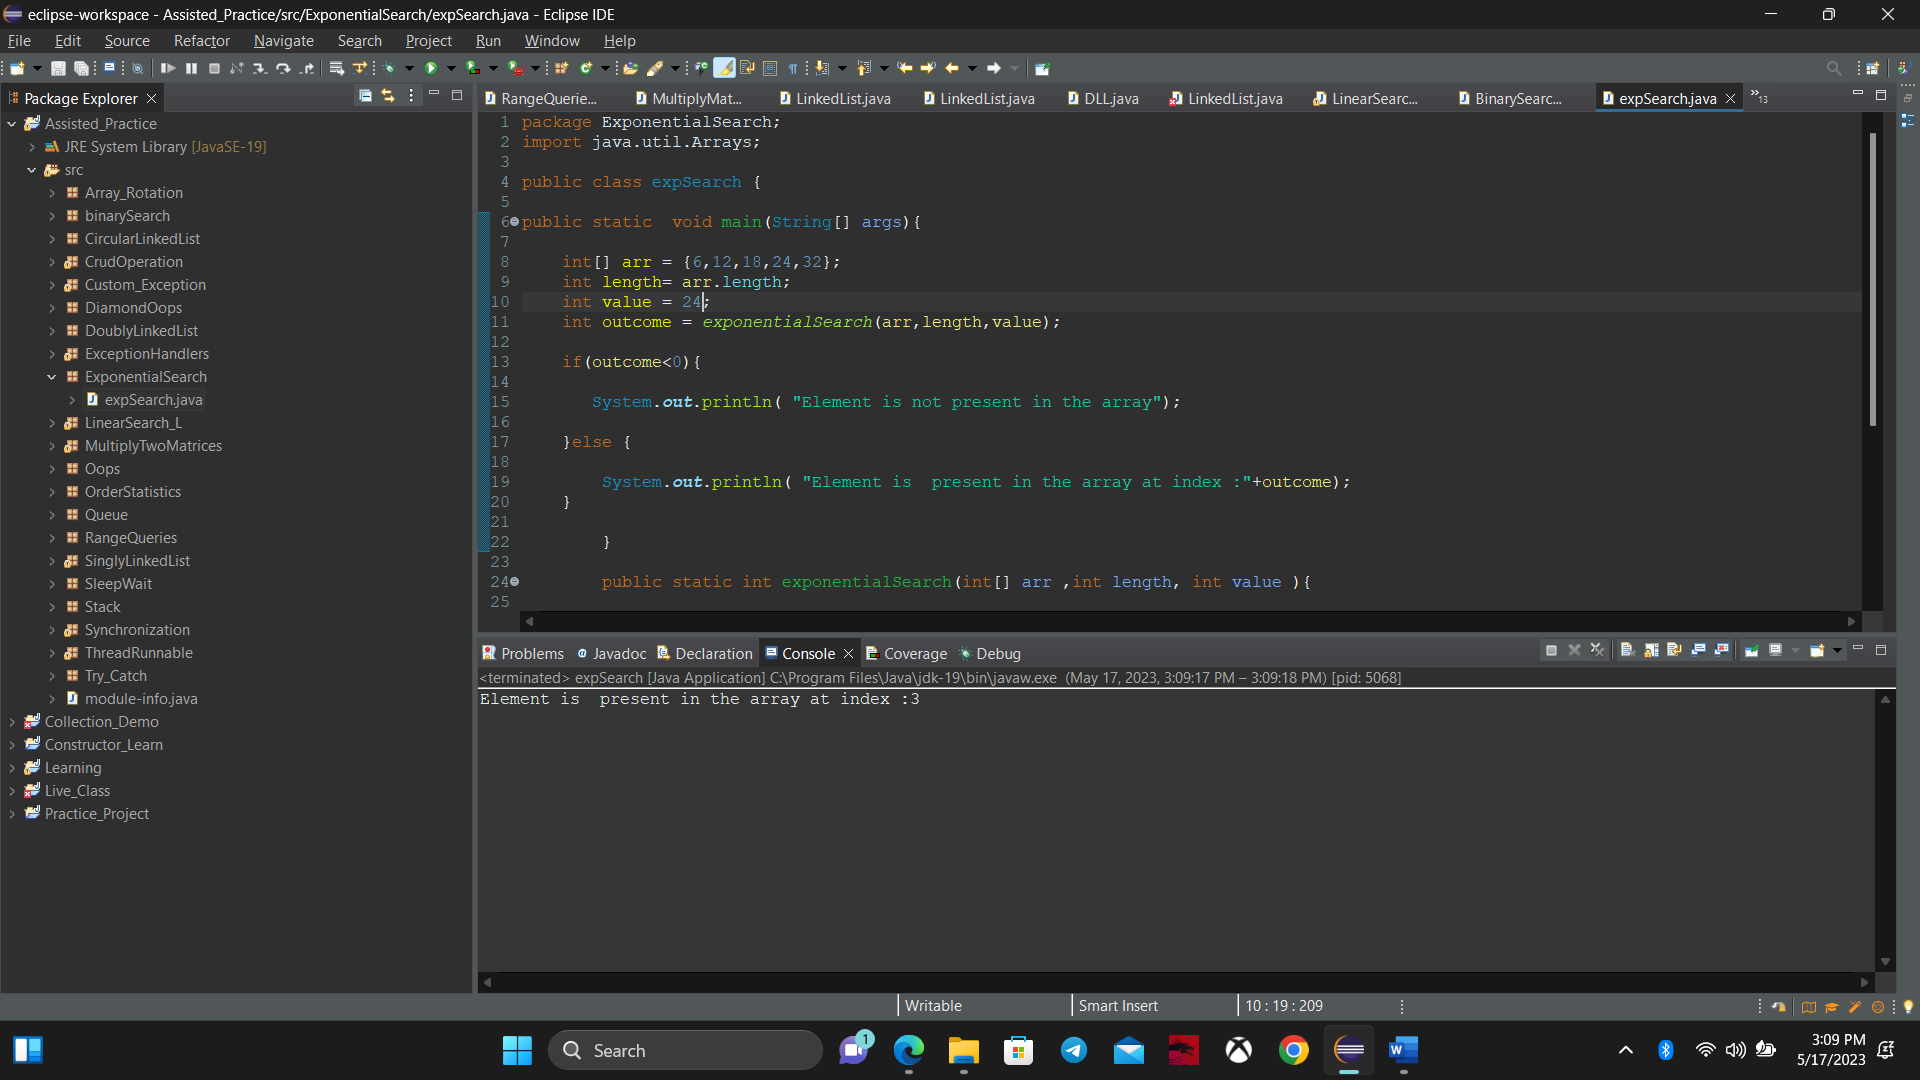 eclipse-workspace - Assisted_Practice/src/ExponentialSearch/expSearch.java - Eclipse IDE
File Edit Source Refactor Navigate Search Project Run Window Help
Package Explorer
RangeQuerie... MultiplyMat... LinkedList.java LinkedList.java DLL.java LinkedList.java LinearSearc... BinarySearc... expSearch.java »13
Assisted_Practice
JRE System Library [JavaSE-19]
src
Array_Rotation
binarySearch
CircularLinkedList
CrudOperation
Custom_Exception
DiamondOops
DoublyLinkedList
ExceptionHandlers
ExponentialSearch
expSearch.java
LinearSearch_L
MultiplyTwoMatrices
Oops
OrderStatistics
Queue
RangeQueries
SinglyLinkedList
SleepWait
Stack
Synchronization
ThreadRunnable
Try_Catch
module-info.java
Collection_Demo
Constructor_Learn
Learning
Live_Class
Practice_Project
1 package ExponentialSearch;
2 import java.util.Arrays;
3
4 public class expSearch {
5
6 public static  void main(String[] args){
7
8     int[] arr = {6,12,18,24,32};
9     int length= arr.length;
10     int value = 24;
11     int outcome = exponentialSearch(arr,length,value);
12
13     if(outcome<0){
14
15        System.out.println( "Element is not present in the array");
16
17     }else {
18
19         System.out.println( "Element is  present in the array at index :"+outcome);
20     }
21
22         }
23
24         public static int exponentialSearch(int[] arr ,int length, int value ){
25
Problems Javadoc Declaration Console Coverage Debug
<terminated> expSearch [Java Application] C:\Program Files\Java\jdk-19\bin\javaw.exe (May 17, 2023, 3:09:17 PM – 3:09:18 PM) [pid: 5068]
Element is  present in the array at index :3
Writable Smart Insert 10 : 19 : 209
Search 1 W 3:09 PM
5/17/2023